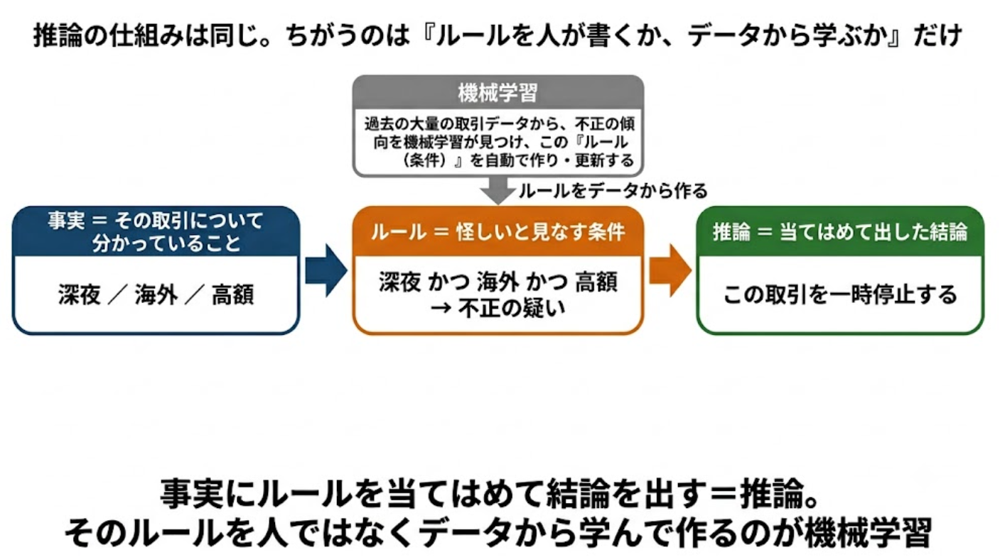 推論の仕組みは同じ。ちがうのは『ルールを人が書くか、データから学ぶか』だけ
機械学習
過去の大量の取引データから、不正の傾
向を機械学習が見つけ、この『ルール
（条件）』を自動で作り・更新する
ルールをデータから作る
事実 ＝ その取引について
分かっていること
深夜 ／ 海外 ／ 高額
ルール ＝ 怪しいと見なす条件
深夜 かつ 海外 かつ 高額
→ 不正の疑い
推論 ＝ 当てはめて出した結論
この取引を一時停止する
事実にルールを当てはめて結論を出す＝推論。
そのルールを人ではなくデータから学んで作るのが機械学習